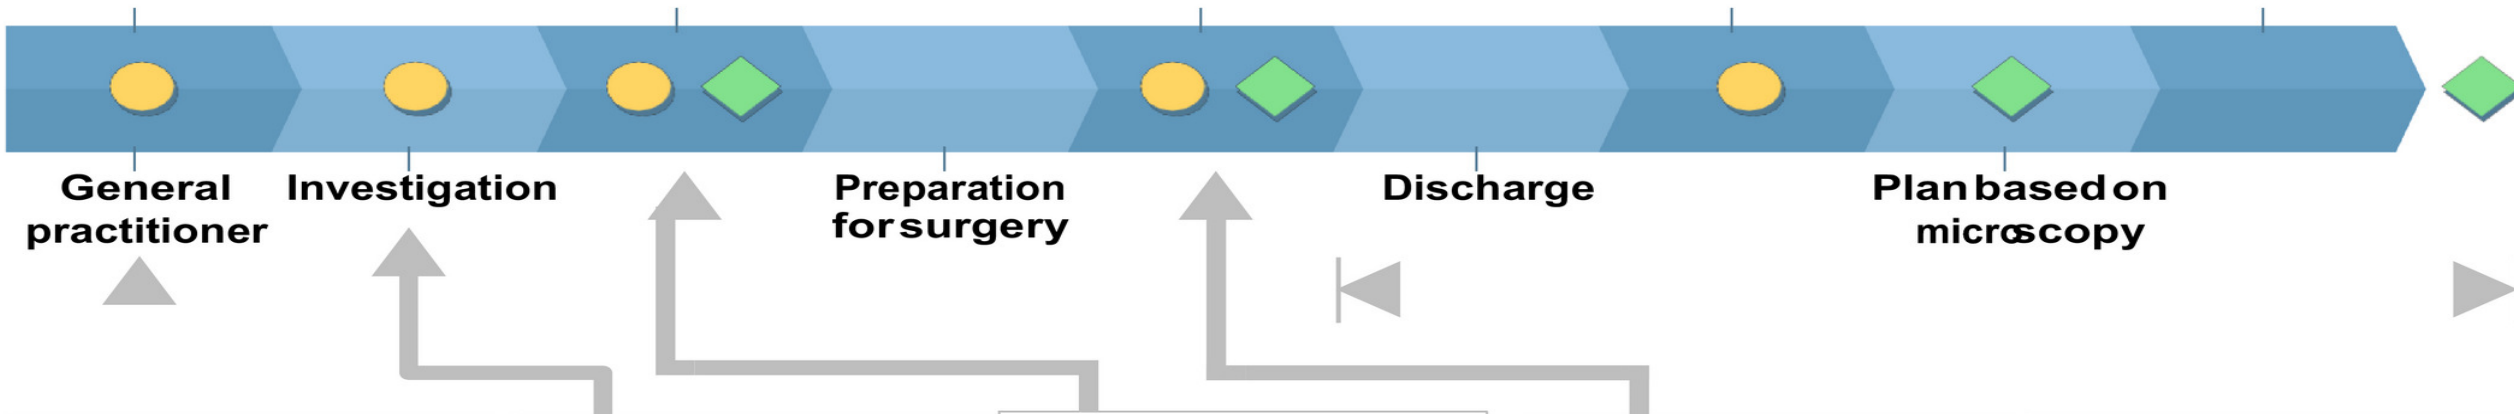 General
practitioner
Investigation
Preparation
for surgery
Discharge
Plan based on
microscopy